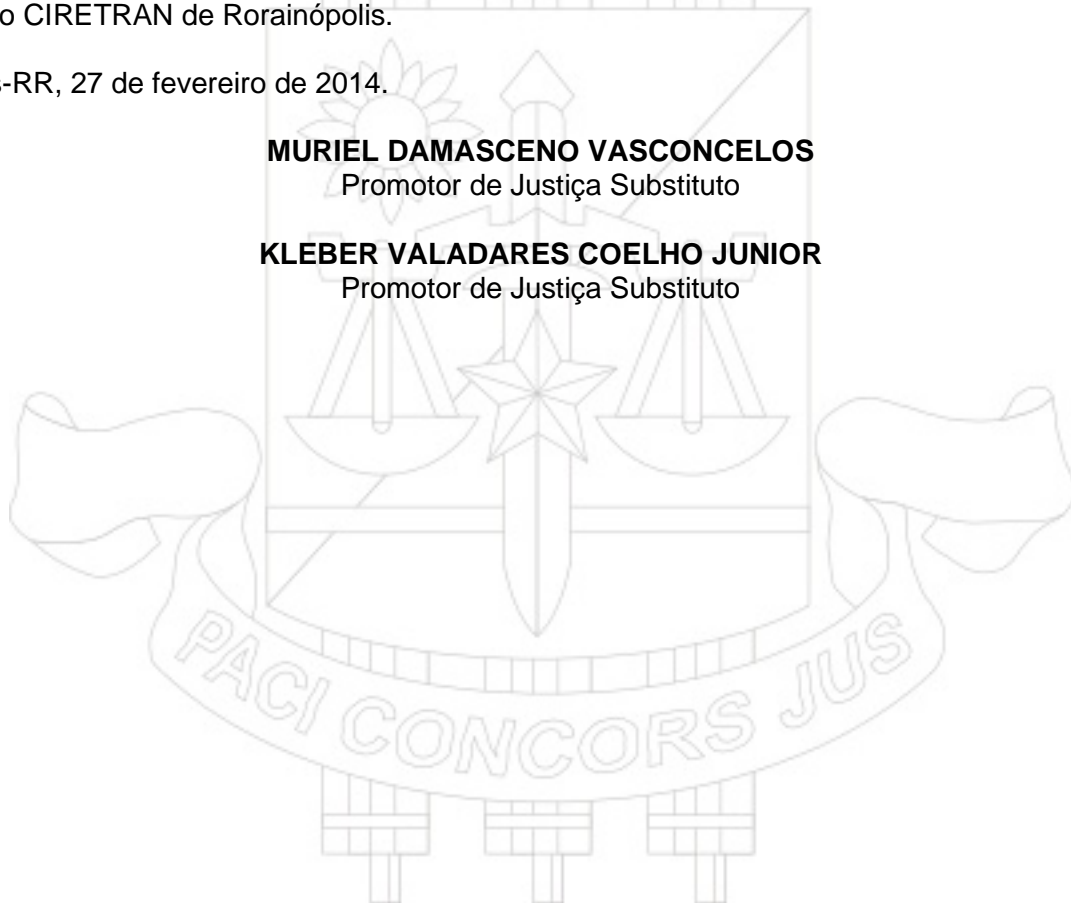 o CIRETRAN de Rorainópolis.
s-RR, 27 de fevereiro de 2014.
MURIEL DAMASCENO VASCONCELOS
Promotor de Justiça Substituto
KLEBER VALADARES COELHO JUNIOR
Promotor de Justiça Substituto
PACI CONCORS JUS